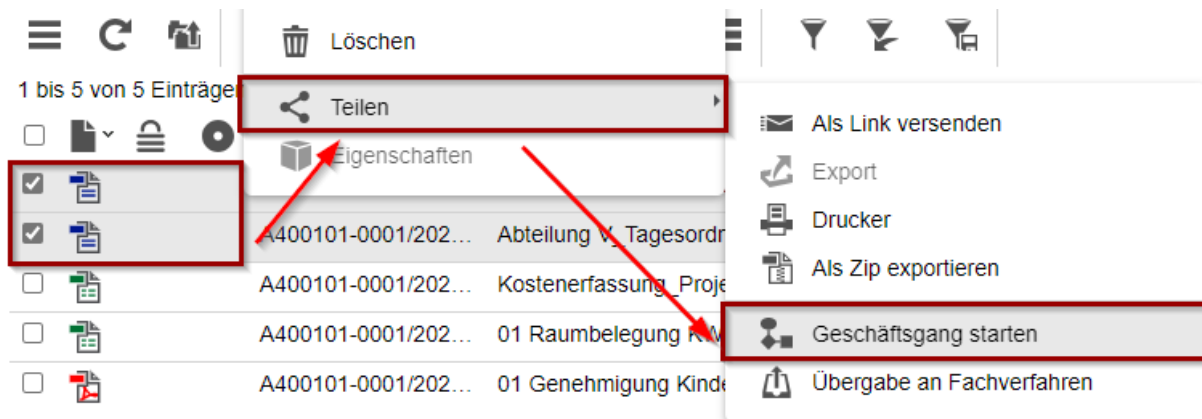 Löschen
1 bis 5 von 5 Einträgen
Teilen
Eigenschaften
Als Link versenden
Export
Drucker
Als Zip exportieren
Geschäftsgang starten
Übergabe an Fachverfahren
A400101-0001/202... Abteilung V_Tagesordn
A400101-0001/202... Kostenerfassung_Proje
A400101-0001/202... 01 Raumbelegung KW
A400101-0001/202... 01 Genehmigung Kinde